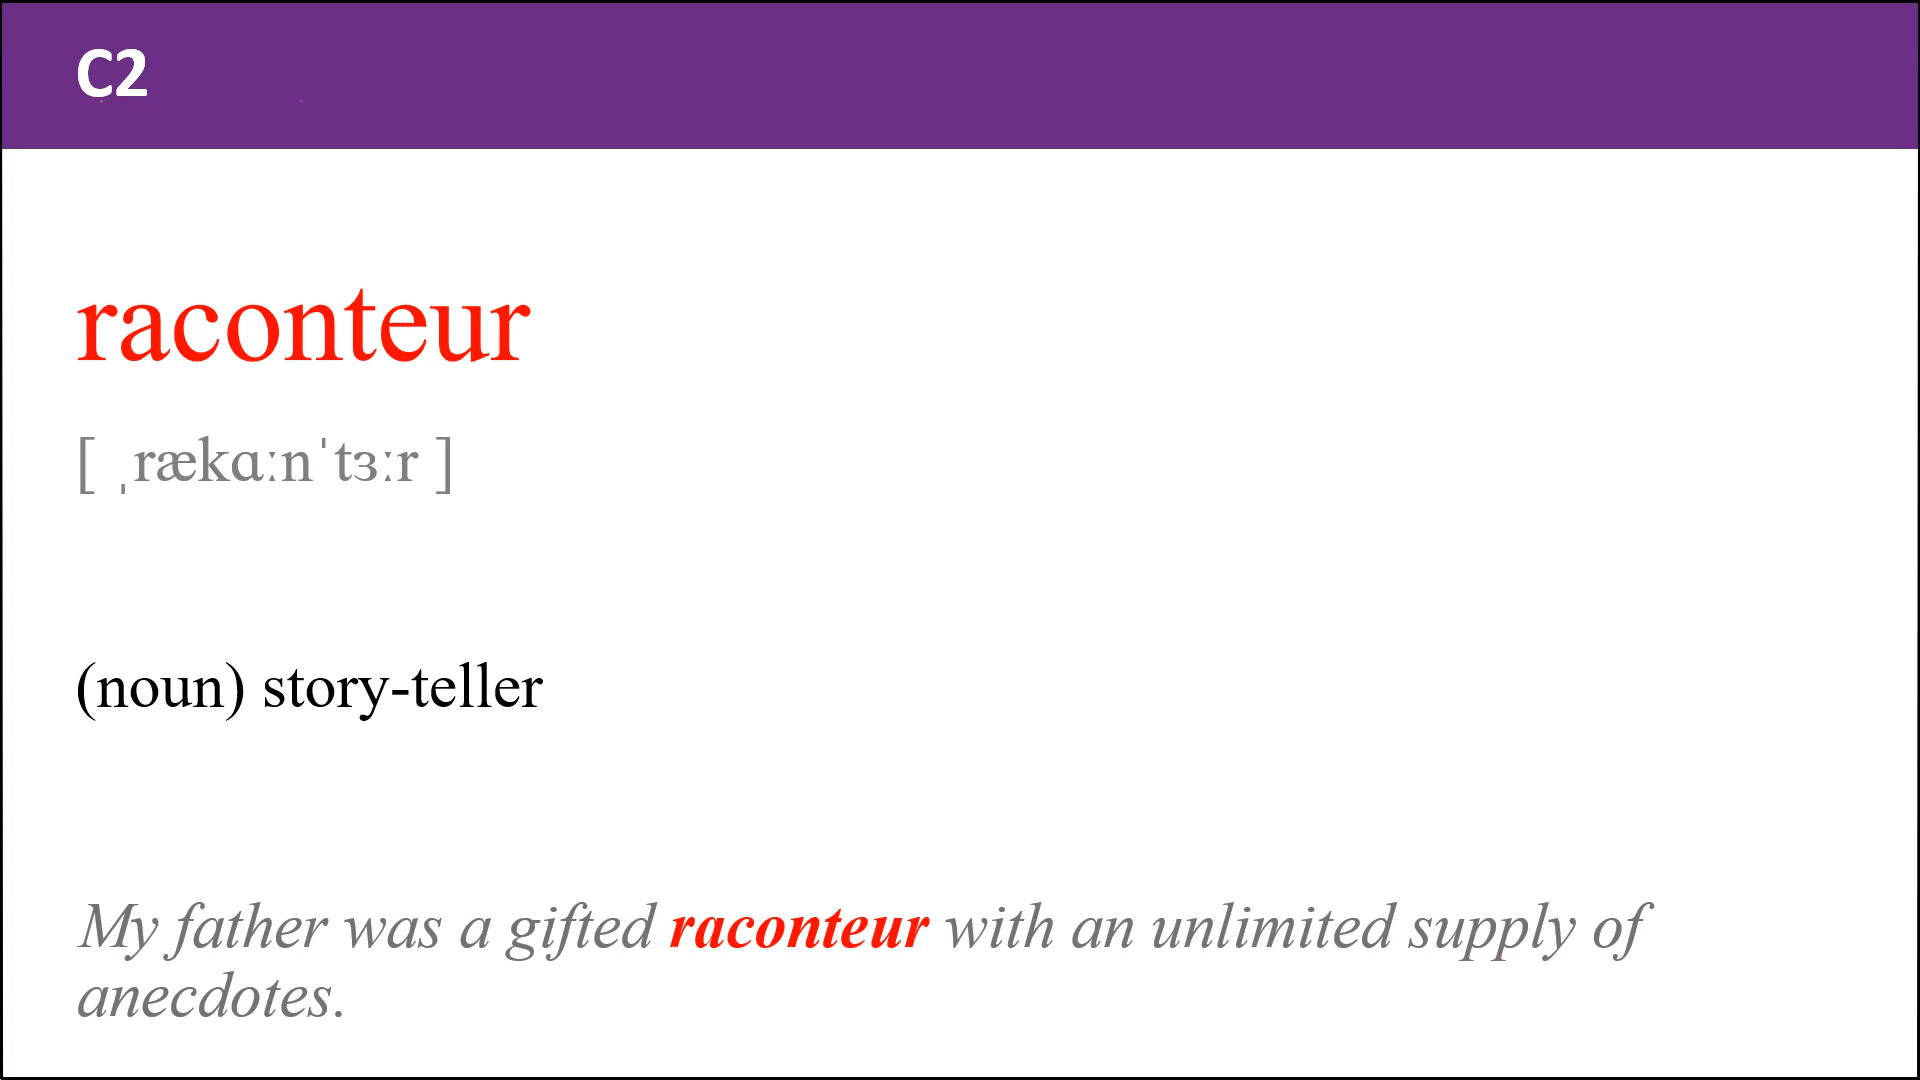 C2
raconteur
[ ˌrækɑːnˈtɜːr ]
(noun) story-teller
My father was a gifted raconteur with an unlimited supply of
anecdotes.